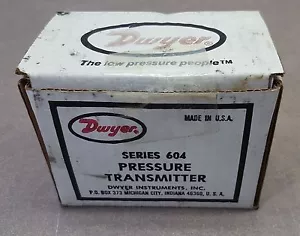 Dwyer.
The low pressure people™
Dwyer.
MADE IN U.S.A.
SERIES 604
PRESSURE
TRANSMITTER
DWYER INSTRUMENTS, INC.
P.O. BOX 373 MICHIGAN CITY, INDIANA 46360, U.S.A.